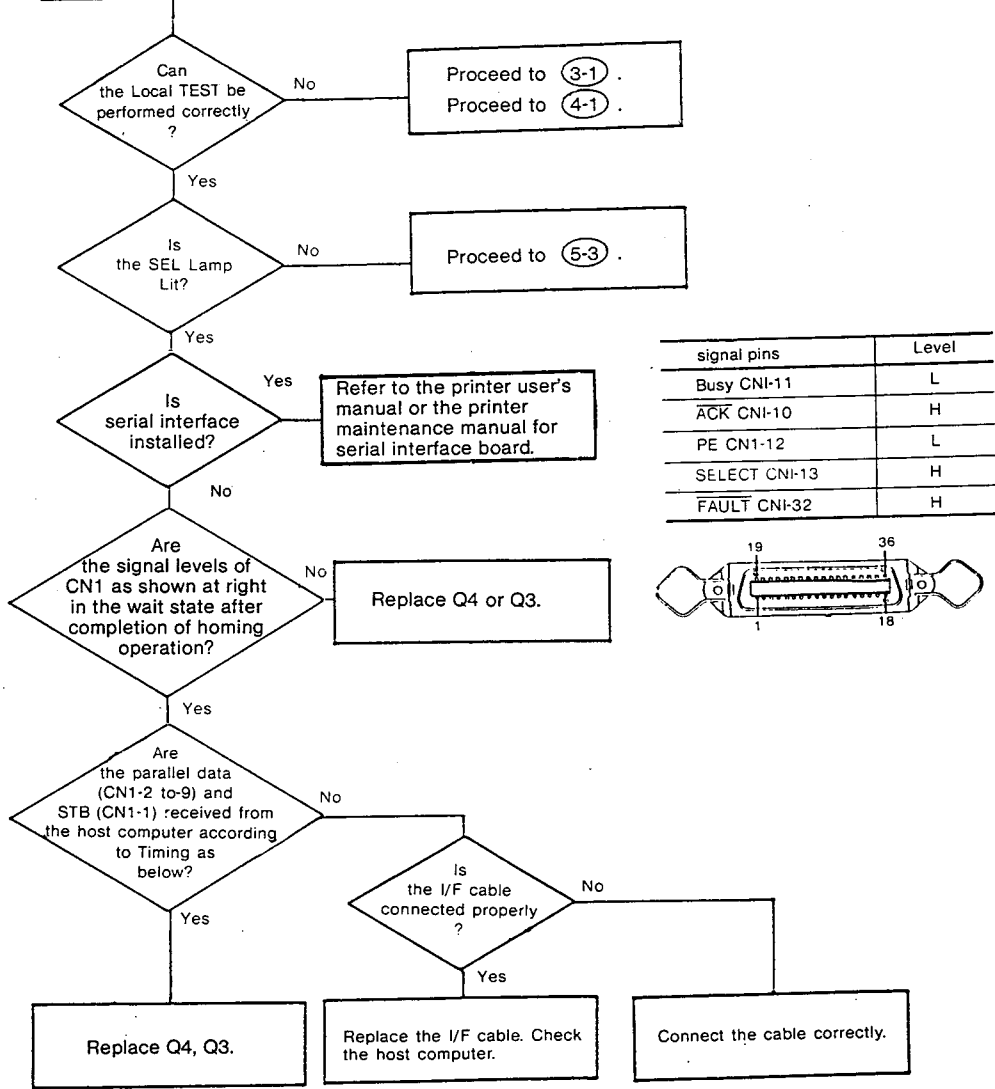 Can
the Local TEST be
performed correctly
?
No
Proceed to 3-1 .
Proceed to 4-1 .
Yes
Is
the SEL Lamp
Lit?
No
Proceed to 5-3 .
Yes
Is
serial interface
installed?
Yes
Refer to the printer user's
manual or the printer
maintenance manual for
serial interface board.
No
signal pins Level
Busy CNI-11 L
ACK CNI-10 H
PE CN1-12 L
SELECT CNI-13 H
FAULT CNI-32 H
19 36
1 18
Are
the signal levels of
CN1 as shown at right
in the wait state after
completion of homing
operation?
No
Replace Q4 or Q3.
Yes
Are
the parallel data
(CN1-2 to-9) and
STB (CN1-1) received from
the host computer according
to Timing as
below?
No
Yes
Is
the I/F cable
connected properly
?
No
Yes
Replace Q4, Q3.
Replace the I/F cable. Check
the host computer.
Connect the cable correctly.